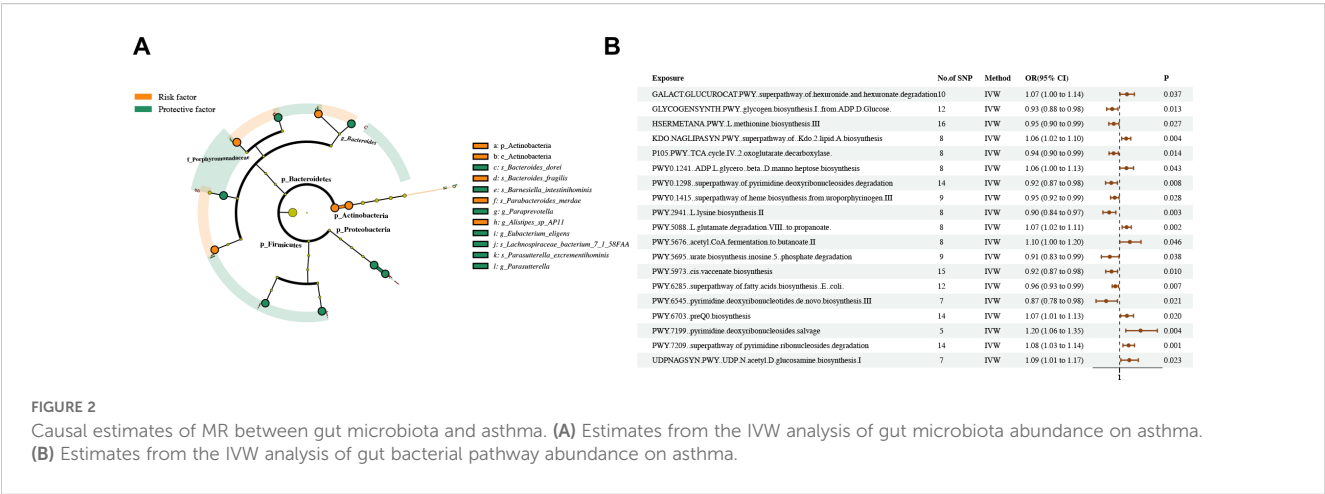 A
B
Risk factor
Protective factor
g_Bacteroides
f_Porphyromonadaceae
p_Bacteroidetes
p_Actinobacteria
p_Proteobacteria
p_Firmicutes
a: p_Actinobacteria
b: c_Actinobacteria
c: s_Bacteroides_dorei
d: s_Bacteroides_fragilis
e: s_Barnesiella_intestinihominis
f: s_Parabacteroides_merdae
g: g_Paraprevotella
h: g_Alistipes_sp_AP11
i: g_Eubacterium_eligens
j: s_Lachnospiraceae_bacterium_7_1_58FAA
k: s_Parasutterella_excrementihominis
l: g_Parasutterella
Exposure No.of SNP Method OR(95% CI) P
GALACT.GLUCUROCAT.PWY..superpathway.of.hexuronide.and.hexuronate.degradation 10 IVW 1.07 (1.00 to 1.14) 0.037
GLYCOGENSYNTH.PWY..glycogen.biosynthesis.I..from.ADP.D.Glucose. 12 IVW 0.93 (0.88 to 0.98) 0.013
HSERMETANA.PWY..L.methionine.biosynthesis.III 16 IVW 0.95 (0.90 to 0.99) 0.027
KDO.NAGLIPASYN.PWY..superpathway.of..Kdo.2.lipid.A.biosynthesis 8 IVW 1.06 (1.02 to 1.10) 0.004
P105.PWY..TCA.cycle.IV..2.oxoglutarate.decarboxylase. 8 IVW 0.94 (0.90 to 0.99) 0.014
PWY0.1241..ADP.L.glycero..beta..D.manno.heptose.biosynthesis 8 IVW 1.06 (1.00 to 1.13) 0.043
PWY0.1298..superpathway.of.pyrimidine.deoxyribonucleosides.degradation 14 IVW 0.92 (0.87 to 0.98) 0.008
PWY0.1415..superpathway.of.heme.biosynthesis.from.uroporphyrinogen.III 9 IVW 0.95 (0.92 to 0.99) 0.028
PWY.2941..L.lysine.biosynthesis.II 8 IVW 0.90 (0.84 to 0.97) 0.003
PWY.5088..L.glutamate.degradation.VIII..to.propanoate. 8 IVW 1.07 (1.02 to 1.11) 0.002
PWY.5676..acetyl.CoA.fermentation.to.butanoate.II 8 IVW 1.10 (1.00 to 1.20) 0.046
PWY.5695..urate.biosynthesis.inosine.5..phosphate.degradation 9 IVW 0.91 (0.83 to 0.99) 0.038
PWY.5973..cis.vaccenate.biosynthesis 15 IVW 0.92 (0.87 to 0.98) 0.010
PWY.6285..superpathway.of.fatty.acids.biosynthesis..E..coli. 12 IVW 0.96 (0.93 to 0.99) 0.007
PWY.6545..pyrimidine.deoxyribonucleotides.de.novo.biosynthesis.III 7 IVW 0.87 (0.78 to 0.98) 0.021
PWY.6703..preQ0.biosynthesis 14 IVW 1.07 (1.01 to 1.13) 0.020
PWY.7199..pyrimidine.deoxyribonucleosides.salvage 5 IVW 1.20 (1.06 to 1.35) 0.004
PWY.7209..superpathway.of.pyrimidine.ribonucleosides.degradation 14 IVW 1.08 (1.03 to 1.14) 0.001
UDPNAGSYN.PWY..UDP.N.acetyl.D.glucosamine.biosynthesis.I 7 IVW 1.09 (1.01 to 1.17) 0.023
1
FIGURE 2
Causal estimates of MR between gut microbiota and asthma. (A) Estimates from the IVW analysis of gut microbiota abundance on asthma.
(B) Estimates from the IVW analysis of gut bacterial pathway abundance on asthma.